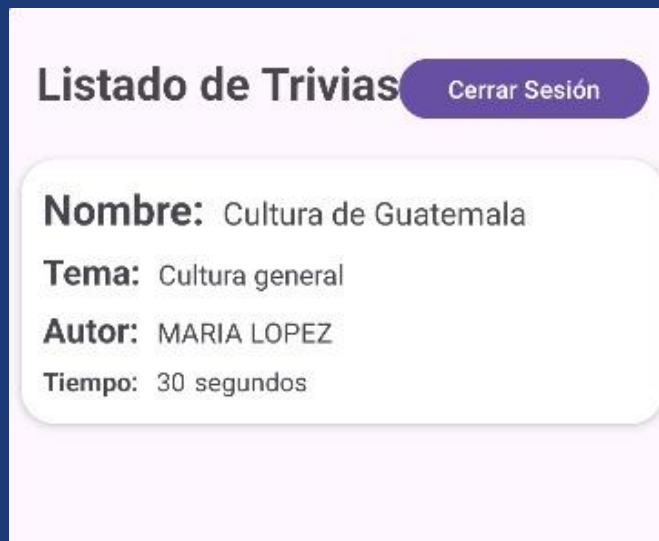 Listado de Trivias Cerrar Sesión
Nombre: Cultura de Guatemala
Tema: Cultura general
Autor: MARIA LOPEZ
Tiempo: 30 segundos